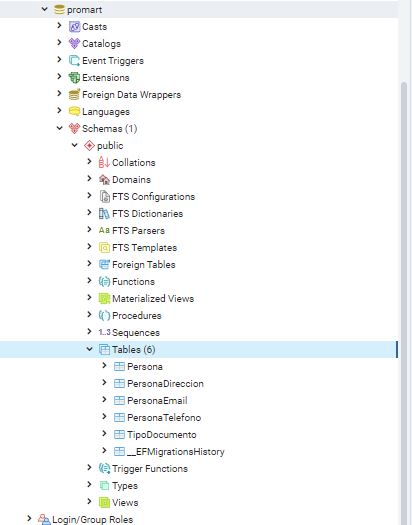 promart
Casts
Catalogs
Event Triggers
Extensions
Foreign Data Wrappers
Languages
Schemas (1)
public
Collations
Domains
FTS Configurations
FTS Dictionaries
Aa FTS Parsers
FTS Templates
Foreign Tables
Functions
Materialized Views
Procedures
1..3 Sequences
Tables (6)
Persona
PersonaDireccion
PersonaEmail
PersonaTelefono
TipoDocumento
__EFMigrationsHistory
Trigger Functions
Types
Views
Login/Group Roles